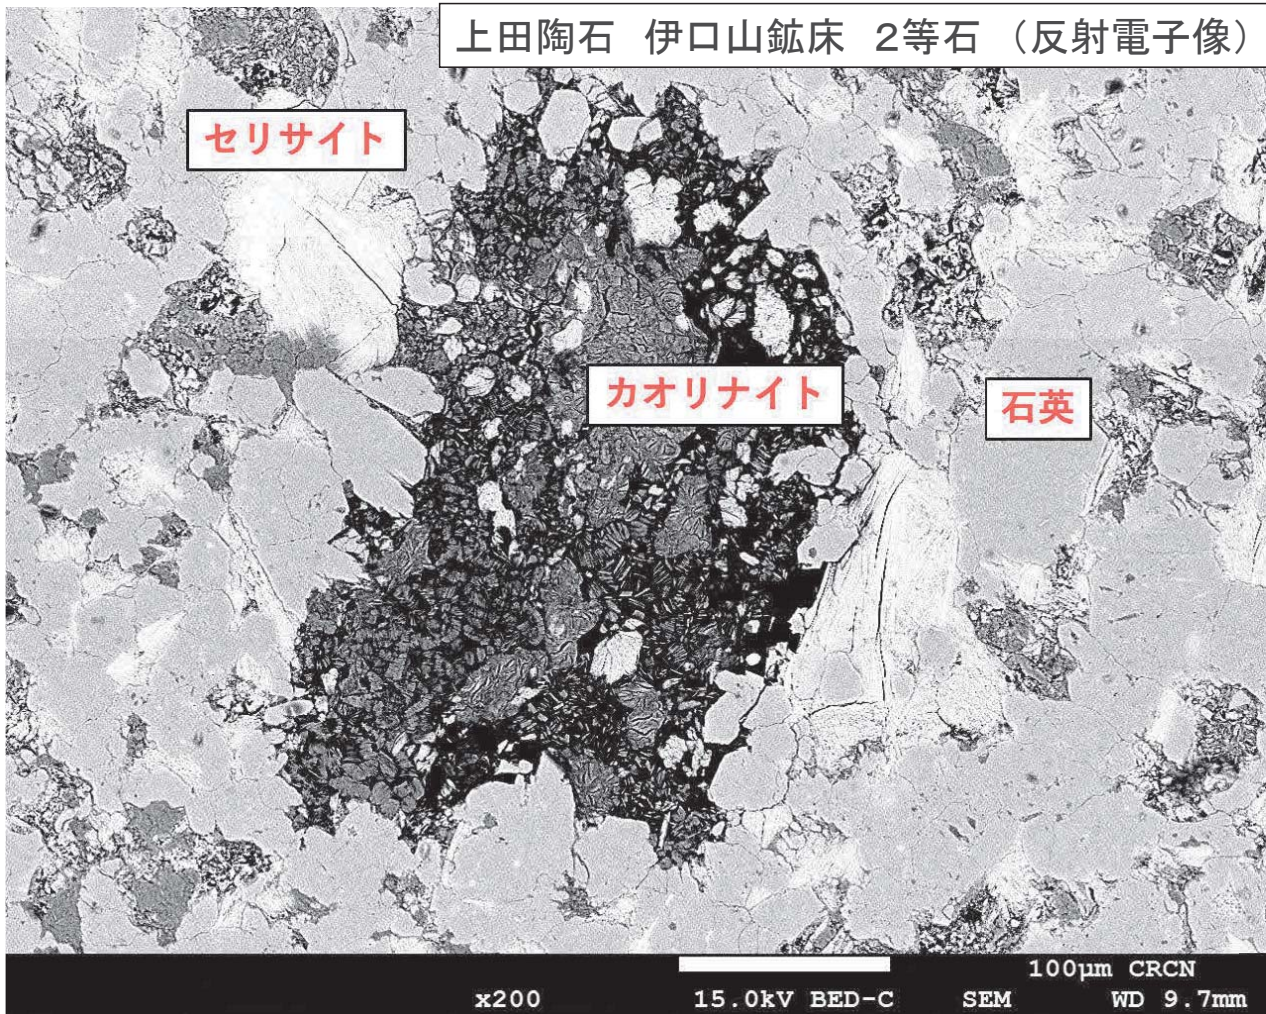 上田陶石 伊口山鉱床 2等石 (反射電子像)
セリサイト
カオリナイト
石英
100µm CRCN
x200 15.0kV BED-C SEM WD 9.7mm